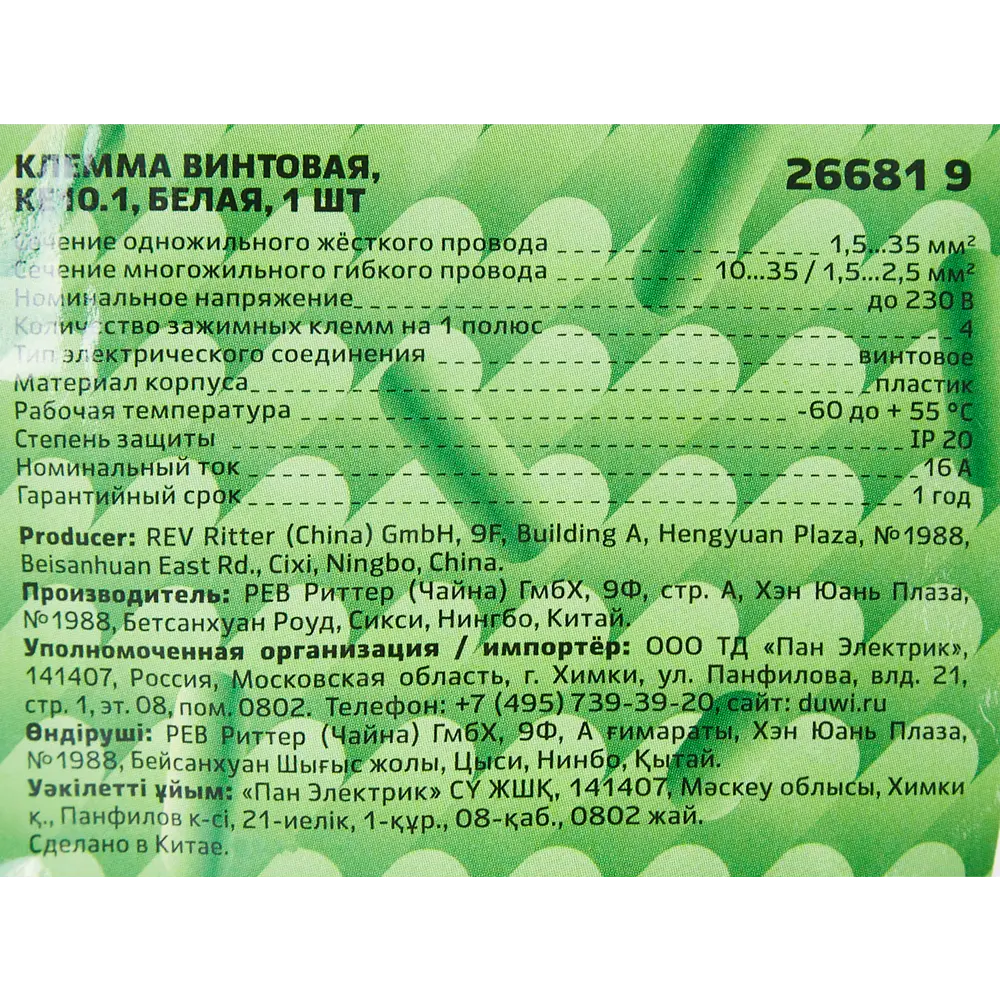 КЛЕММА ВИНТОВАЯ,
КЕ10.1, БЕЛАЯ, 1 ШТ
26681 9
Сечение одножильного жёсткого провода 1,5...35 мм²
Сечение многожильного гибкого провода 10...35 / 1,5...2,5 мм²
Номинальное напряжение до 230 В
Количество зажимных клемм на 1 полюс 4
Тип электрического соединения винтовое
Материал корпуса пластик
Рабочая температура -60 до + 55 °С
Степень защиты IP 20
Номинальный ток 16 А
Гарантийный срок 1 год
Producer: REV Ritter (China) GmbH, 9F, Building A, Hengyuan Plaza, №1988,
Beisanhuan East Rd., Cixi, Ningbo, China.
Производитель: РЕВ Риттер (Чайна) ГмбХ, 9Ф, стр. А, Хэн Юань Плаза,
№1988, Бетсанхуан Роуд, Сикси, Нингбо, Китай.
Уполномоченная организация / импортёр: ООО ТД «Пан Электрик»,
141407, Россия, Московская область, г. Химки, ул. Панфилова, влд. 21,
стр. 1, эт. 08, пом. 0802. Телефон: +7 (495) 739-39-20, сайт: duwi.ru
Өндіруші: РЕВ Риттер (Чайна) ГмбХ, 9Ф, А ғимараты, Хэн Юань Плаза,
№1988, Бейсанхуан Шығыс жолы, Цыси, Нинбо, Қытай.
Уәкілетті ұйым: «Пан Электрик» СҮ ЖШҚ, 141407, Мәскеу облысы, Химки
қ., Панфилов к-сі, 21-иелік, 1-құр., 08-қаб., 0802 жай.
Сделано в Китае.